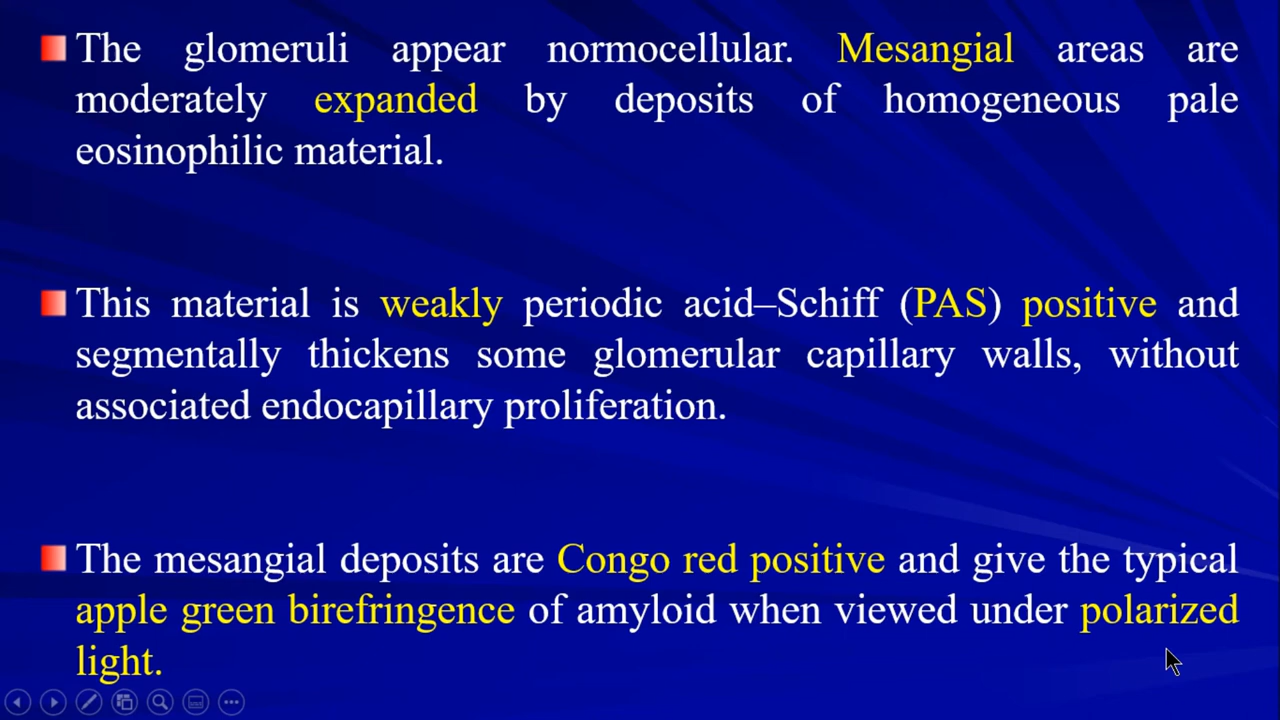 The glomeruli appear normocellular. Mesangial areas are
moderately expanded by deposits of homogeneous pale
eosinophilic material.
This material is weakly periodic acid–Schiff (PAS) positive and
segmentally thickens some glomerular capillary walls, without
associated endocapillary proliferation.
The mesangial deposits are Congo red positive and give the typical
apple green birefringence of amyloid when viewed under polarized
light.